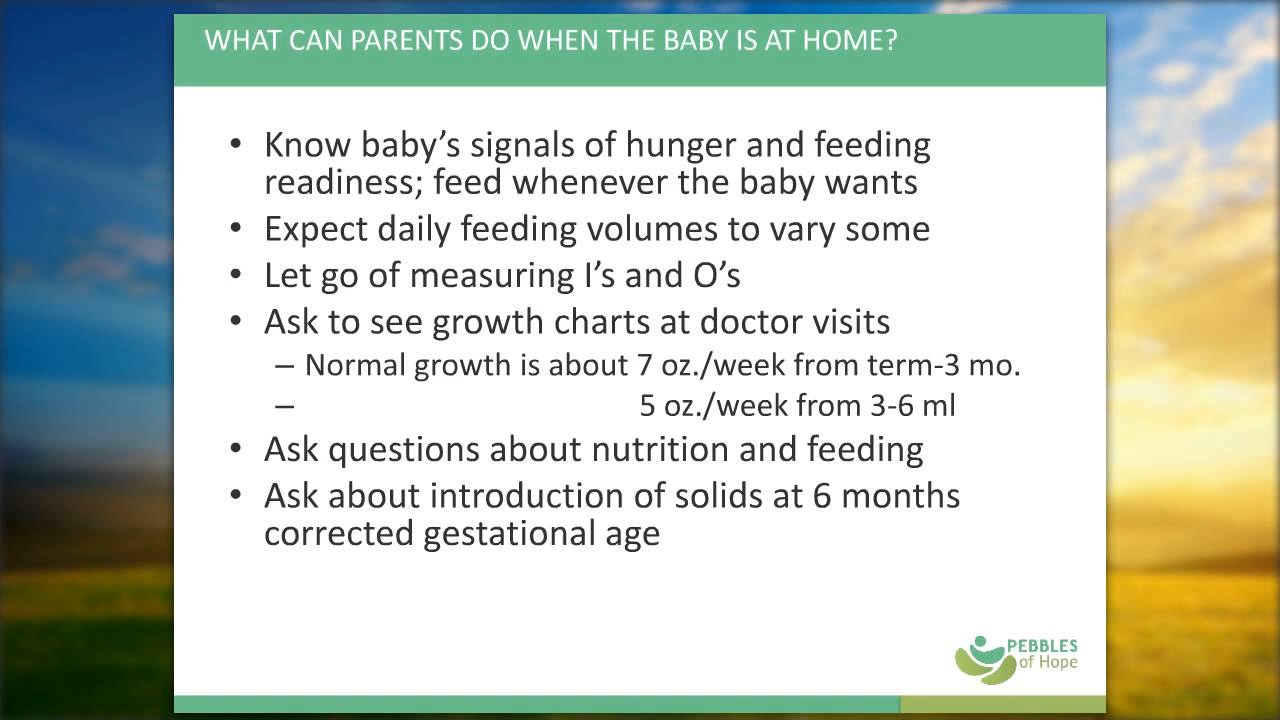 WHAT CAN PARENTS DO WHEN THE BABY IS AT HOME?
• Know baby's signals of hunger and feeding
readiness; feed whenever the baby wants
• Expect daily feeding volumes to vary some
• Let go of measuring I's and O's
• Ask to see growth charts at doctor visits
– Normal growth is about 7 oz./week from term-3 mo.
– 5 oz./week from 3-6 ml
• Ask questions about nutrition and feeding
• Ask about introduction of solids at 6 months
corrected gestational age
PEBBLES
of Hope